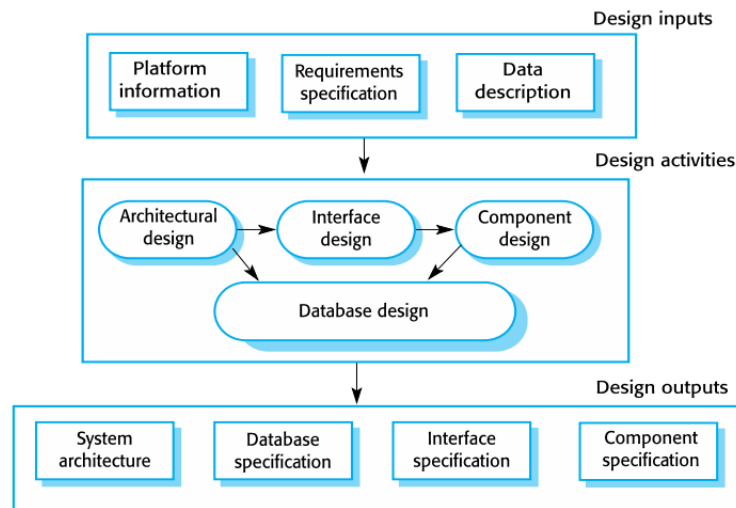 Design inputs
Platform
information
Requirements
specification
Data
description
Design activities
Architectural
design
Interface
design
Component
design
Database design
Design outputs
System
architecture
Database
specification
Interface
specification
Component
specification